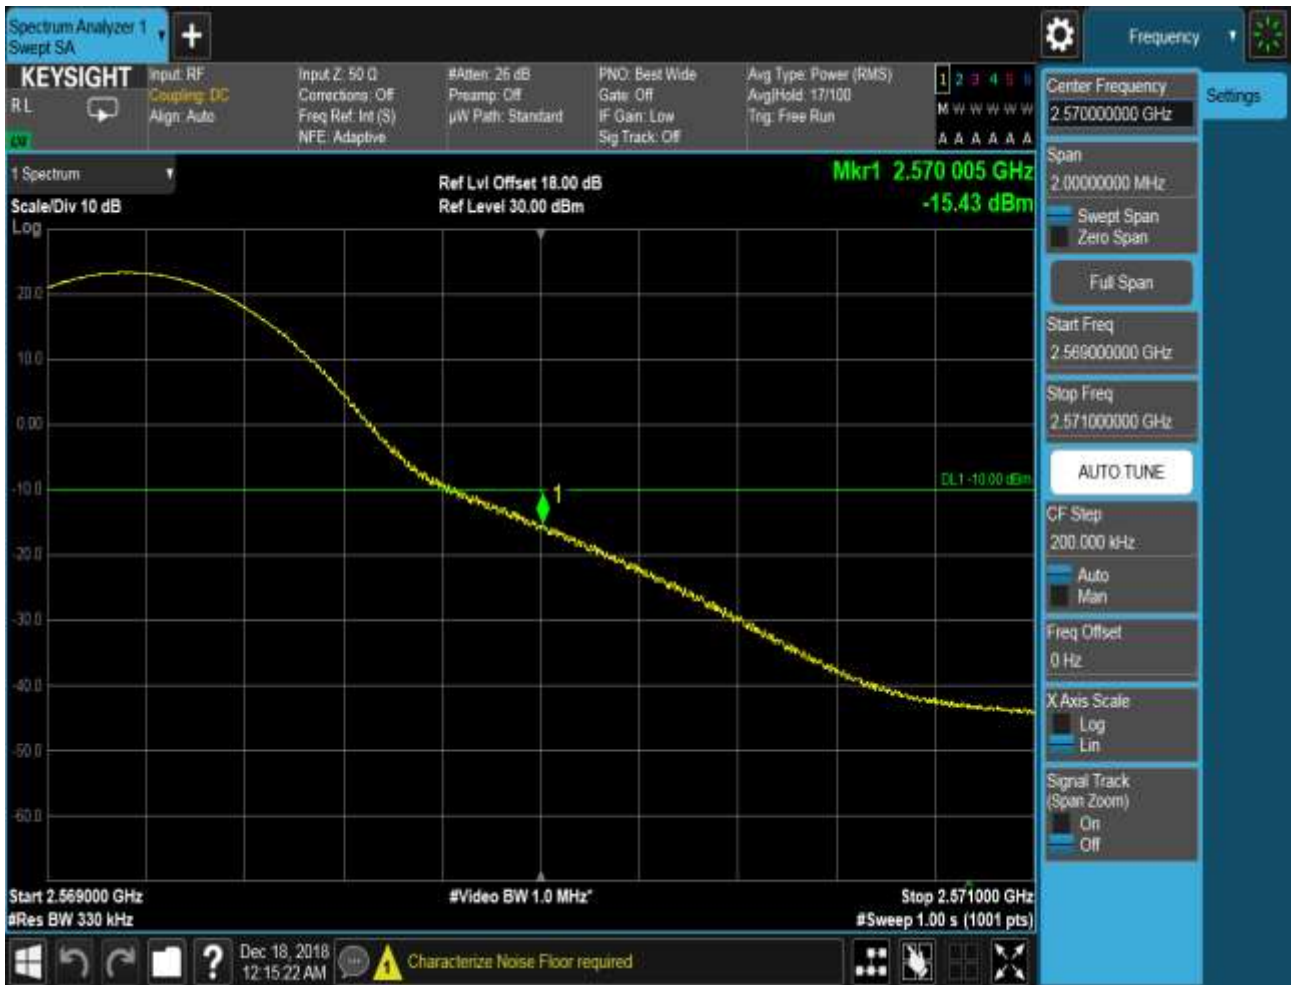 Spectrum Analyzer 1
Swept SA
Frequency
KEYSIGHT
R L
Input: RF
Coupling: DC
Align: Auto
Input Z: 50 Ω
Corrections: Off
Freq Ref: Int (S)
NFE: Adaptive
#Atten: 26 dB
Preamp: Off
µW Path: Standard
PNO: Best Wide
Gate: Off
IF Gain: Low
Sig Track: Off
Avg Type: Power (RMS)
Avg|Hold: 17/100
Trig: Free Run
1 2 3 4 5 6
M W W W W W
A A A A A A
1 Spectrum
Scale/Div 10 dB
Log
Ref Lvl Offset 18.00 dB
Ref Level 30.00 dBm
Mkr1 2.570 005 GHz
-15.43 dBm
20.0
10.0
0.00
-10.0
-20.0
-30.0
-40.0
-50.0
-60.0
1
DL1 -10.00 dBm
Start 2.569000 GHz
#Res BW 330 kHz
#Video BW 1.0 MHz*
Stop 2.571000 GHz
#Sweep 1.00 s (1001 pts)
Center Frequency
2.570000000 GHz
Settings
Span
2.00000000 MHz
Swept Span
Zero Span
Full Span
Start Freq
2.569000000 GHz
Stop Freq
2.571000000 GHz
AUTO TUNE
CF Step
200.000 kHz
Auto
Man
Freq Offset
0 Hz
X Axis Scale
Log
Lin
Signal Track
(Span Zoom)
On
Off
?
Dec 18, 2018
12:15:22 AM
1
Characterize Noise Floor required